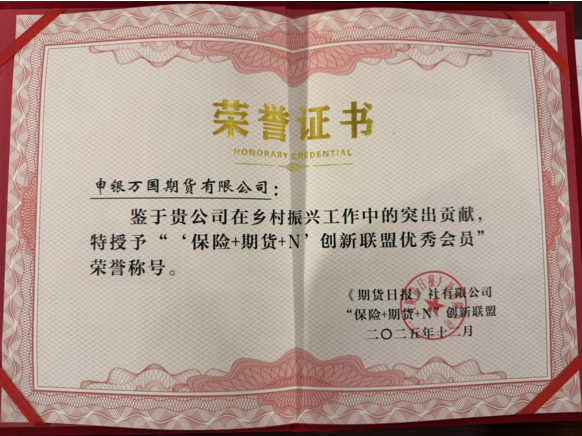 荣誉证书
HONORARY CREDENTIAL
申银万国期货有限公司：
鉴于贵公司在乡村振兴工作中的突出贡献，
特授予“‘保险+期货+N’创新联盟优秀会员”
荣誉称号。
《期货日报》社有限公司
“保险+期货+N”创新联盟
二〇二五年十二月